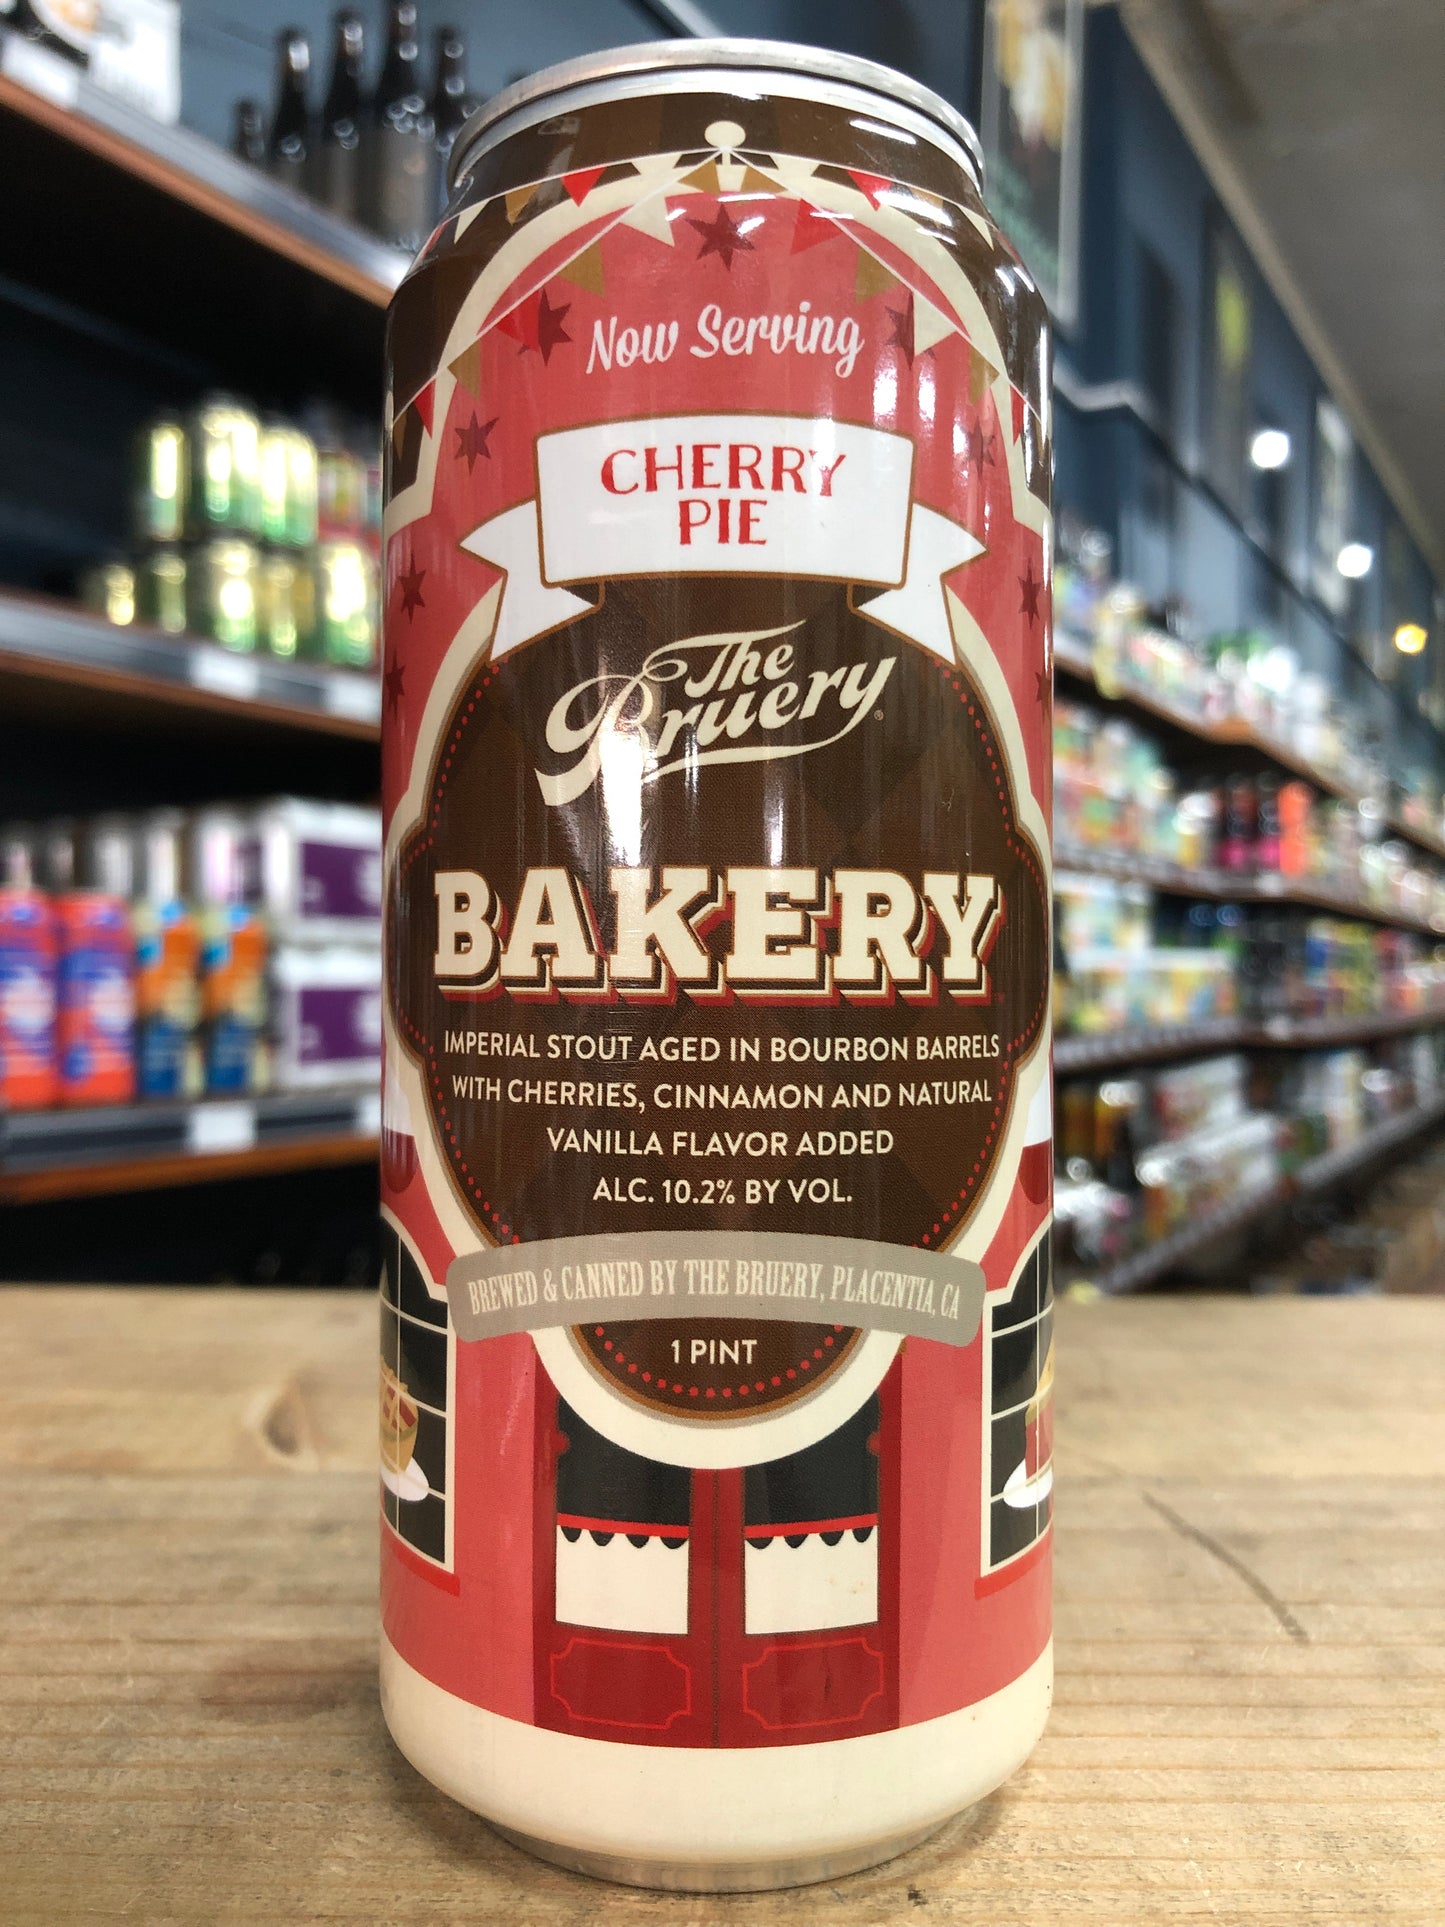 Now Serving
CHERRY
PIE
The
Bruery
BAKERY
IMPERIAL STOUT AGED IN BOURBON BARRELS
WITH CHERRIES, CINNAMON AND NATURAL
VANILLA FLAVOR ADDED
ALC. 10.2% BY VOL.
BREWED & CANNED BY THE BRUERY, PLACENTIA, CA
1 PINT